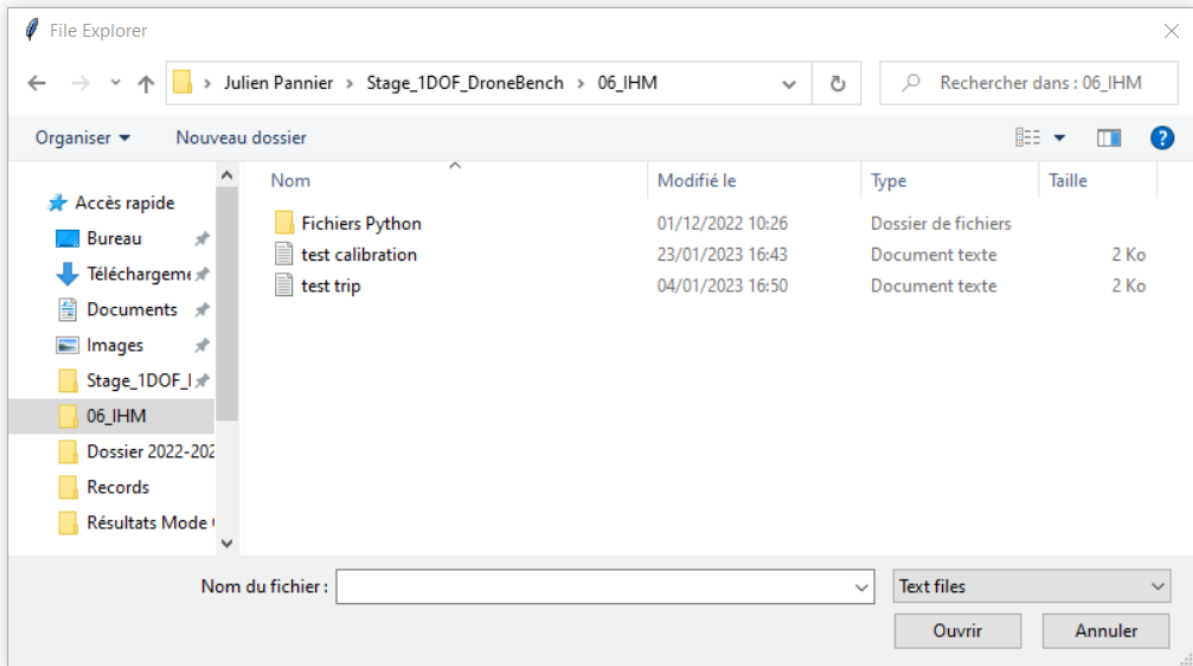 File Explorer
Julien Pannier > Stage_1DOF_DroneBench > 06_IHM
Rechercher dans : 06_IHM
Organiser
Nouveau dossier
Nom
Modifié le
Type
Taille
Accès rapide
Bureau
Téléchargeme
Documents
Images
Stage_1DOF_I
06_IHM
Dossier 2022-202
Records
Résultats Mode
Fichiers Python 01/12/2022 10:26 Dossier de fichiers
test calibration 23/01/2023 16:43 Document texte 2 Ko
test trip 04/01/2023 16:50 Document texte 2 Ko
Nom du fichier :
Text files
Ouvrir
Annuler